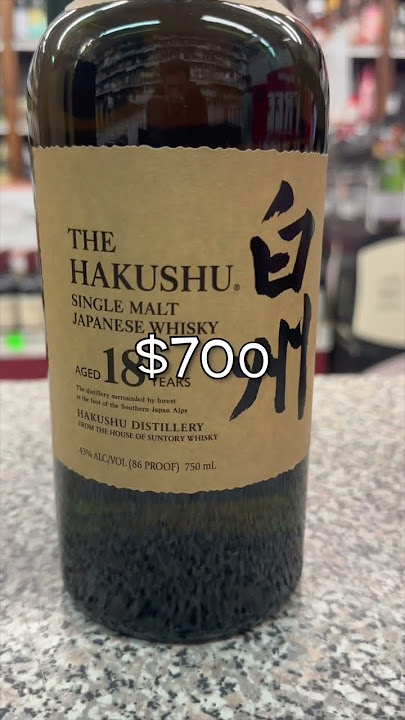 THE
HAKUSHU®
SINGLE MALT
JAPANESE WHISKY
白州
$700
AGED 18 YEARS
The distillery surrounded by forest
at the foot of the Southern Japan Alps
HAKUSHU DISTILLERY
FROM THE HOUSE OF SUNTORY WHISKY
43% ALC/VOL (86 PROOF) 750 mL